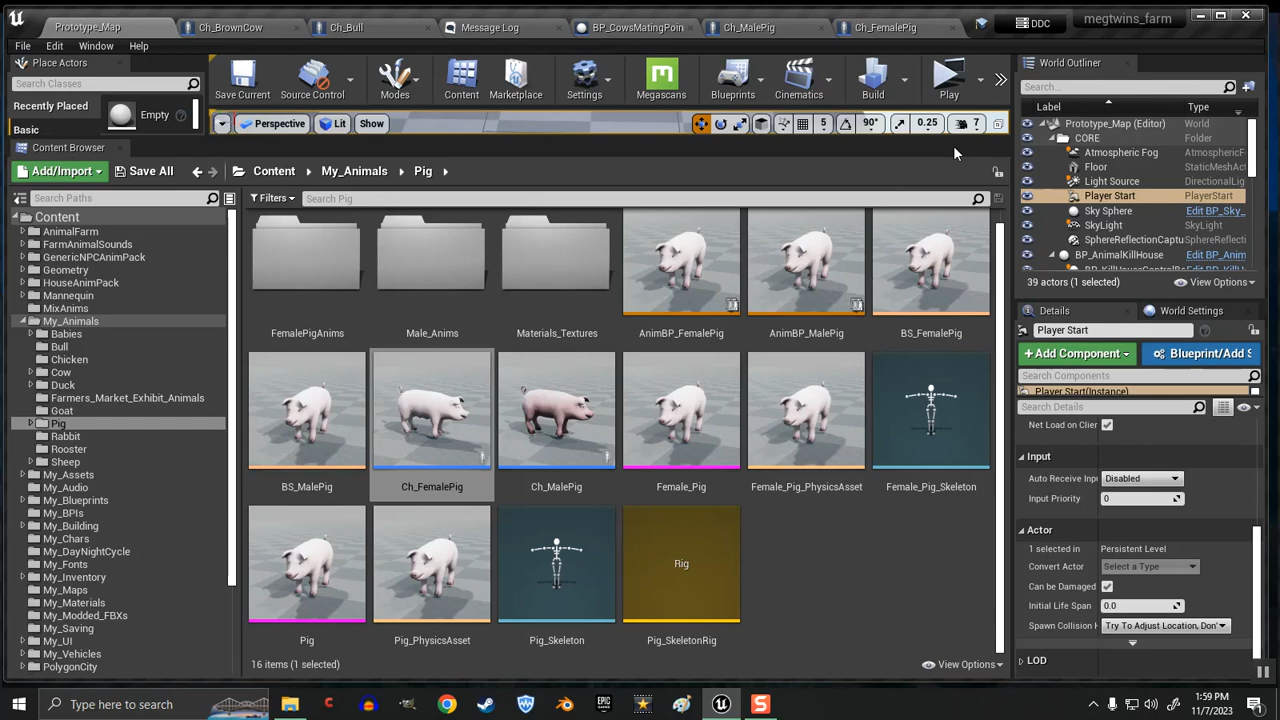 Prototype_Map
Ch_BrownCow
Ch_Bull
Message Log
BP_CowsMatingPoin
Ch_MalePig
Ch_FemalePig
DDC
megtwins_farm
File
Edit
Window
Help
Place Actors
Search Classes
Recently Placed
Basic
Empty
Save Current
Source Control
Modes
Content
Marketplace
Settings
Megascans
Blueprints
Cinematics
Build
Play
Perspective
Lit
Show
5
90°
0.25
7
Content Browser
Add/Import
Save All
Content
My_Animals
Pig
Search Paths
Filters
Search Pig
Content
AnimalFarm
FarmAnimalSounds
GenericNPCAnimPack
Geometry
HouseAnimPack
Mannequin
MixAnims
My_Animals
Babies
Bull
Chicken
Cow
Duck
Farmers_Market_Exhibit_Animals
Goat
Pig
Rabbit
Rooster
Sheep
My_Assets
My_Audio
My_Blueprints
My_BPIs
My_Building
My_Chars
My_DayNightCycle
My_Fonts
My_Inventory
My_Maps
My_Materials
My_Modded_FBXs
My_Saving
My_UI
My_Vehicles
PolygonCity
FemalePigAnims
Male_Anims
Materials_Textures
AnimBP_FemalePig
AnimBP_MalePig
BS_FemalePig
BS_MalePig
Ch_FemalePig
Ch_MalePig
Female_Pig
Female_Pig_PhysicsAsset
Female_Pig_Skeleton
Rig
Pig
Pig_PhysicsAsset
Pig_Skeleton
Pig_SkeletonRig
16 items (1 selected)
View Options
World Outliner
Search...
Label
Type
Prototype_Map (Editor)
World
CORE
Folder
Atmospheric Fog
AtmosphericF
Floor
StaticMeshAc
Light Source
DirectionalLig
Player Start
PlayerStart
Sky Sphere
Edit BP_Sky_
SkyLight
SkyLight
SphereReflectionCaptu
SphereReflecti
BP_AnimalKillHouse
Edit BP_Anim
39 actors (1 selected)
View Options
Details
World Settings
Player Start
Add Component
Blueprint/Add S
Search Components
Player Start(Instance)
Search Details
Net Load on Clier
Input
Auto Receive Inpu
Disabled
Input Priority
0
Actor
1 selected in
Persistent Level
Convert Actor
Select a Type
Can be Damaged
Initial Life Span
0.0
Spawn Collision H
Try To Adjust Location, Don'
LOD
Type here to search
1:59 PM
11/7/2023